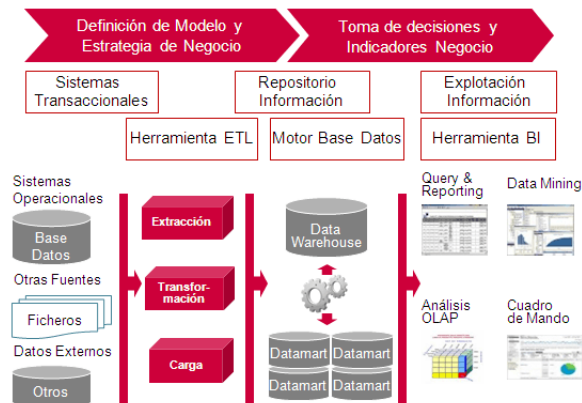 Definición de Modelo y
Estrategia de Negocio
Toma de decisiones y
Indicadores Negocio
Sistemas
Transaccionales
Repositorio
Información
Explotación
Información
Herramienta ETL
Motor Base Datos
Herramienta BI
Sistemas
Operacionales
Base
Datos
Otras Fuentes
Ficheros
Datos Externos
Otros
Extracción
Transfor-
mación
Carga
Data
Warehouse
Datamart
Datamart
Datamart
Datamart
Query &
Reporting
Data Mining
Análisis
OLAP
Cuadro
de Mando